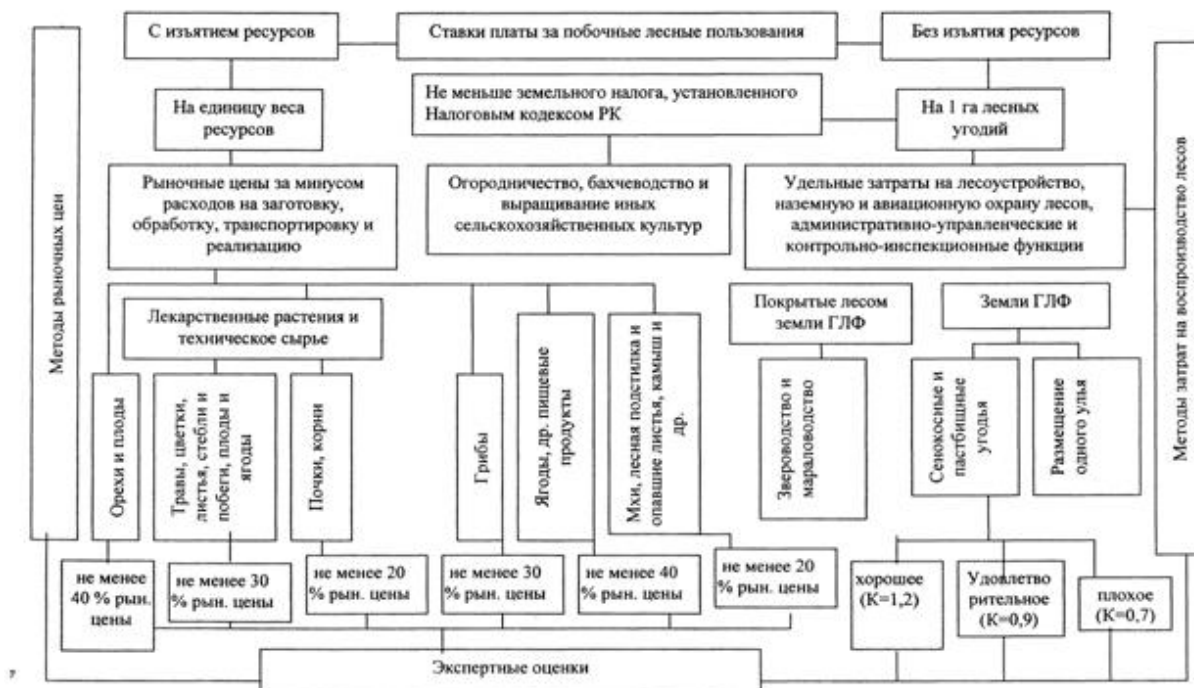 С изъятием ресурсов
Ставки платы за побочные лесные пользования
Без изъятия ресурсов
На единицу веса
ресурсов
Не меньше земельного налога, установленного
Налоговым кодексом РК
На 1 га лесных
угодий
Рыночные цены за минусом
расходов на заготовку,
обработку, транспортировку и
реализацию
Огородничество, бахчеводство и
выращивание иных
сельскохозяйственных культур
Удельные затраты на лесоустройство,
наземную и авиационную охрану лесов,
административно-управленческие и
контрольно-инспекционные функции
Методы рыночных цен
Методы затрат на воспроизводство лесов
Лекарственные растения и
техническое сырье
Покрытые лесом
земли ГЛФ
Земли ГЛФ
Орехи и плоды
Травы, цветки,
листья, стебли и
побеги, плоды и
ягоды
Почки, корни
Грибы
Ягоды, др. пищевые
продукты
Мхи, лесная подстилка и
опавшие листья, камыш и
др.
Звероводство и
мараловодство
Сенокосные и
пастбищные
угодья
Размещение
одного улья
не менее
40 % рын.
цены
не менее 30
% рын. цены
не менее 20
% рын. цены
не менее 30
% рын. цены
не менее 40
% рын. цены
не менее 20
% рын. цены
хорошее
(К=1,2)
Удовлетво
рительное
(К=0,9)
плохое
(К=0,7)
Экспертные оценки